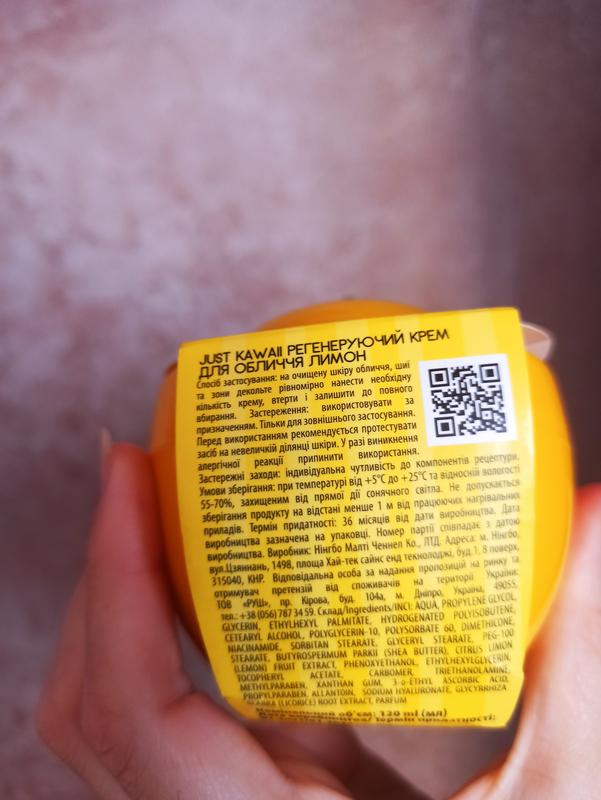 JUST KAWAII РЕГЕНЕРУЮЧИЙ КРЕМ
ДЛЯ ОБЛИЧЧЯ ЛИМОН
Спосіб застосування: на очищену шкіру обличчя, шиї
та зони декольте рівномірно нанести необхідну
кількість крему, втерти і залишити до повного
вбирання. Застереження: використовувати за
призначенням. Тільки для зовнішнього застосування.
Перед використанням рекомендується протестувати
засіб на невеличкій ділянці шкіри. У разі виникнення
алергічної реакції припинити використання.
Застережні заходи: індивідуальна чутливість до компонентів рецептури.
Умови зберігання: при температурі від +5°C до +25°C та відносній вологості
55-70%, захищеним від прямої дії сонячного світла. Не допускається
зберігання продукту на відстані менше 1 м від працюючих нагрівальних
приладів. Термін придатності: 36 місяців від дати виробництва. Дата
виробництва зазначена на упаковці. Номер партії співпадає з датою
виробництва. Виробник: Нінгбо Малті Ченнел Ко., ЛТД. Адреса: м. Нінгбо,
вул.Цзяннань, 1498, площа Хай-тек сайнс енд текнолоджі, буд.1, 8 поверх,
315040, КНР. Відповідальна особа за надання пропозицій на ринку та
отримувач претензій від споживачів на території України:
ТОВ «РУШ», пр. Кірова, буд. 104а, м. Дніпро, Україна, 49055,
тел.: +38 (056) 787 34 59. Склад/Ingredients/INCI: AQUA, PROPYLENE GLYCOL,
GLYCERIN, ETHYLHEXYL PALMITATE, HYDROGENATED POLYISOBUTENE,
CETEARYL ALCOHOL, POLYGLYCERIN-10, POLYSORBATE 60, DIMETHICONE,
NIACINAMIDE, SORBITAN STEARATE, GLYCERYL STEARATE, PEG-100
STEARATE, BUTYROSPERMUM PARKII (SHEA BUTTER), CITRUS LIMON
(LEMON) FRUIT EXTRACT, PHENOXYETHANOL, ETHYLHEXYLGLYCERIN,
TOCOPHERYL ACETATE, CARBOMER, TRIETHANOLAMINE,
METHYLPARABEN, XANTHAN GUM, 3-o-ETHYL ASCORBIC ACID,
PROPYLPARABEN, ALLANTOIN, SODIUM HYALURONATE, GLYCYRRHIZA
GLABRA (LICORICE) ROOT EXTRACT, PARFUM
Номінальний об'єм: 120 ml (мл)
Термін придатності: